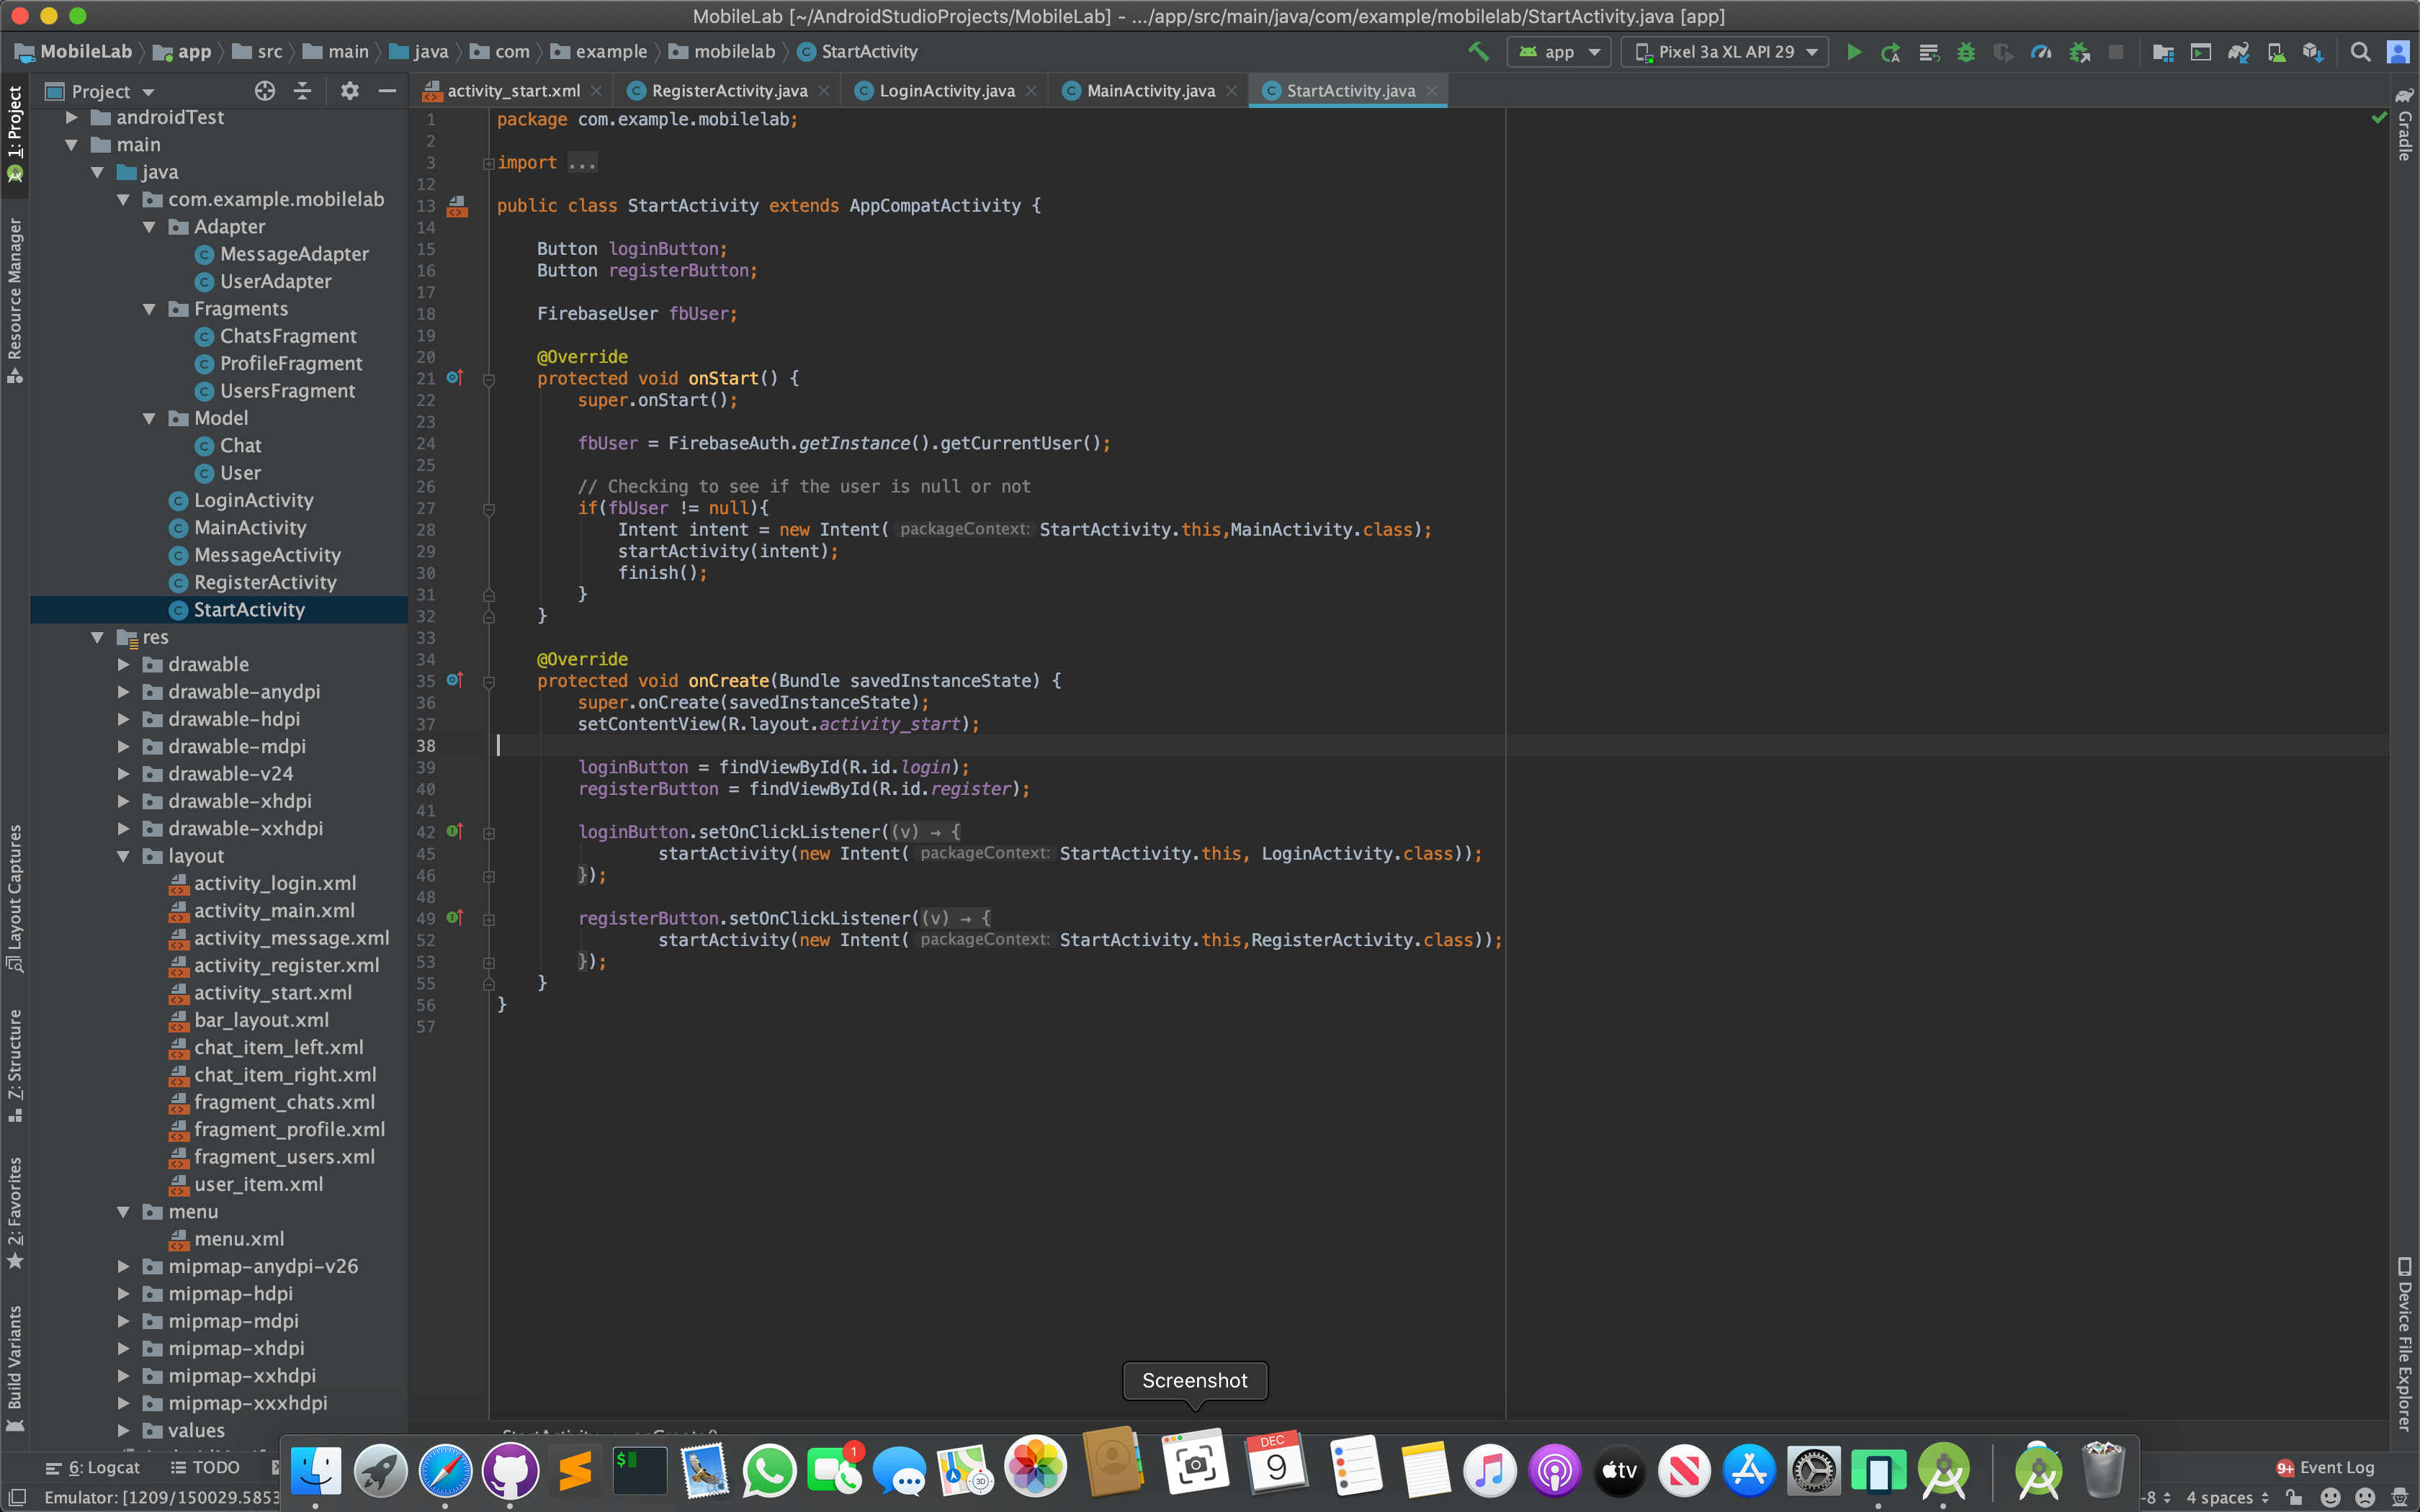 MobileLab [~/AndroidStudioProjects/MobileLab] - .../app/src/main/java/com/example/mobilelab/StartActivity.java [app]
MobileLab app src main java com example mobilelab StartActivity
app Pixel 3a XL API 29
Project
activity_start.xml RegisterActivity.java LoginActivity.java MainActivity.java StartActivity.java
1: Project
Resource Manager
Layout Captures
7: Structure
2: Favorites
Build Variants
androidTest
main
java
com.example.mobilelab
Adapter
MessageAdapter
UserAdapter
Fragments
ChatsFragment
ProfileFragment
UsersFragment
Model
Chat
User
LoginActivity
MainActivity
MessageActivity
RegisterActivity
StartActivity
res
drawable
drawable-anydpi
drawable-hdpi
drawable-mdpi
drawable-v24
drawable-xhdpi
drawable-xxhdpi
layout
activity_login.xml
activity_main.xml
activity_message.xml
activity_register.xml
activity_start.xml
bar_layout.xml
chat_item_left.xml
chat_item_right.xml
fragment_chats.xml
fragment_profile.xml
fragment_users.xml
user_item.xml
menu
menu.xml
mipmap-anydpi-v26
mipmap-hdpi
mipmap-mdpi
mipmap-xhdpi
mipmap-xxhdpi
mipmap-xxxhdpi
values
1 package com.example.mobilelab;
2
3 import ...
12
13 public class StartActivity extends AppCompatActivity {
14
15 Button loginButton;
16 Button registerButton;
17
18 FirebaseUser fbUser;
19
20 @Override
21 protected void onStart() {
22 super.onStart();
23
24 fbUser = FirebaseAuth.getInstance().getCurrentUser();
25
26 // Checking to see if the user is null or not
27 if(fbUser != null){
28 Intent intent = new Intent( packageContext: StartActivity.this,MainActivity.class);
29 startActivity(intent);
30 finish();
31 }
32 }
33
34 @Override
35 protected void onCreate(Bundle savedInstanceState) {
36 super.onCreate(savedInstanceState);
37 setContentView(R.layout.activity_start);
38
39 loginButton = findViewById(R.id.login);
40 registerButton = findViewById(R.id.register);
41
42 loginButton.setOnClickListener((v) → {
45 startActivity(new Intent( packageContext: StartActivity.this, LoginActivity.class));
46 });
48
49 registerButton.setOnClickListener((v) → {
52 startActivity(new Intent( packageContext: StartActivity.this,RegisterActivity.class));
53 });
55 }
56 }
57
Gradle
Device File Explorer
Screenshot
6: Logcat TODO
$
1
3D
DEC
9
tv
9+ Event Log
Emulator: [1209/150029.5853
-8 4 spaces